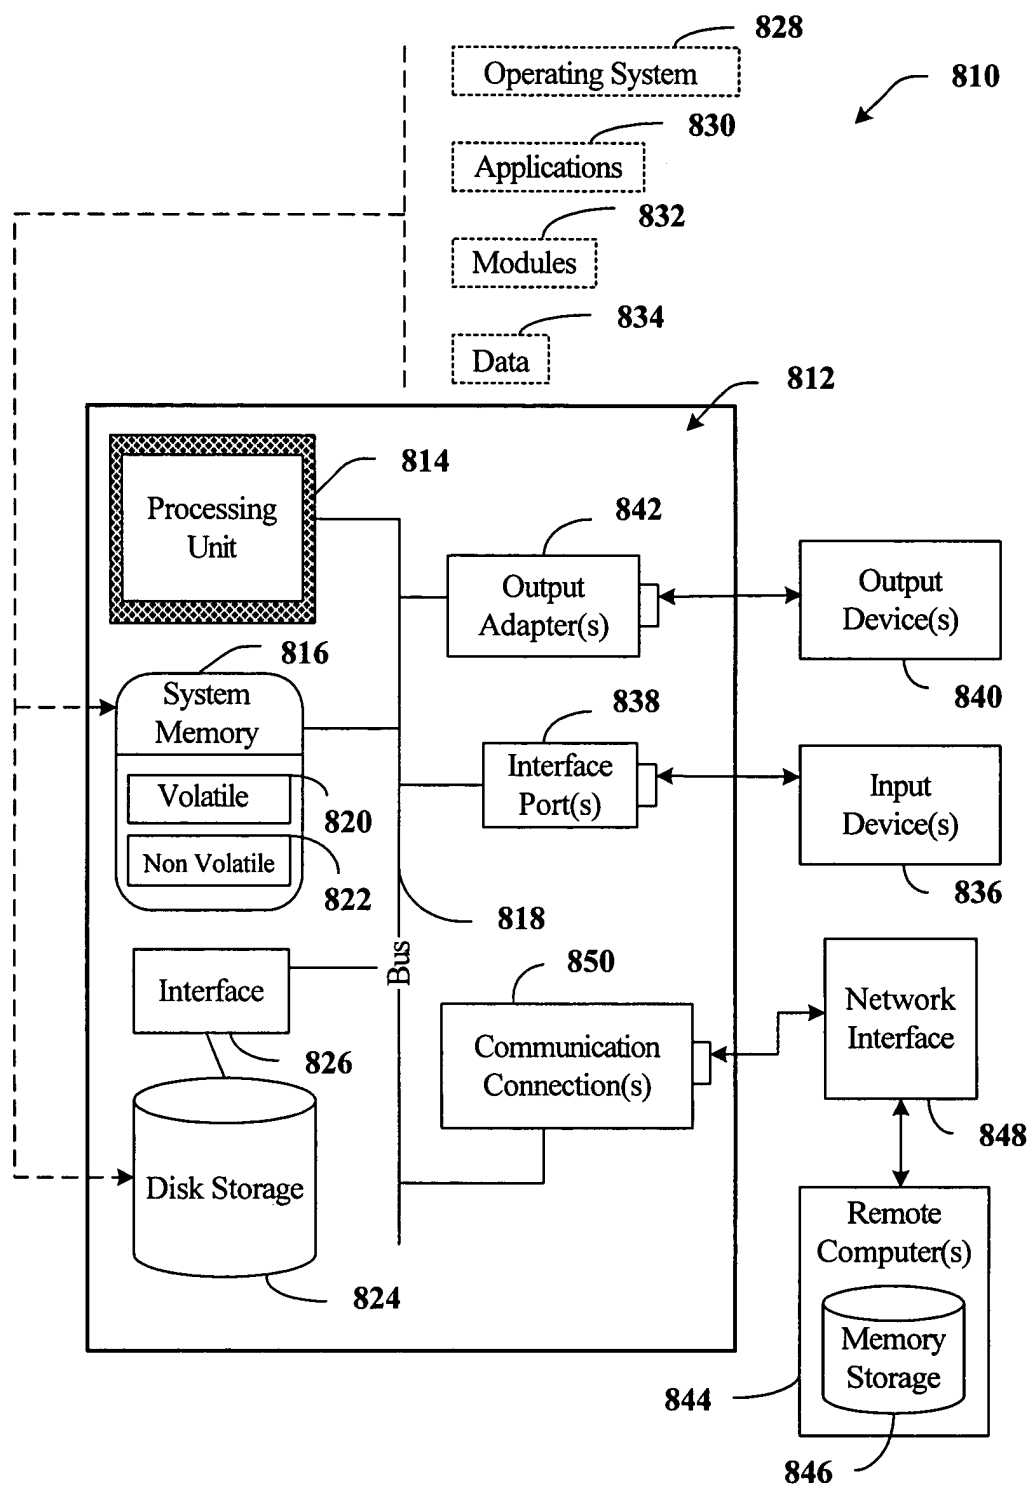 828
Operating System
810
830
Applications
832
Modules
834
Data
812
814
Processing
Unit
842
Output
Adapter(s)
Output
Device(s)
840
816
System
Memory
838
Interface
Port(s)
Input
Device(s)
836
Volatile
820
Non Volatile
822
818
Bus
Interface
826
850
Communication
Connection(s)
Network
Interface
848
Disk Storage
824
Remote
Computer(s)
Memory
Storage
844
846